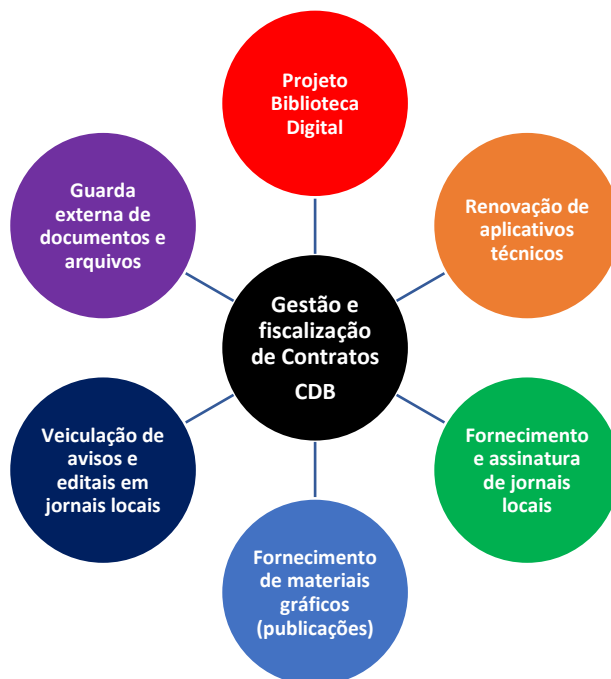 Projeto
Biblioteca
Digital
Guarda
externa de
documentos e
arquivos
Renovação de
aplicativos
técnicos
Gestão e
fiscalização
de Contratos
CDB
Veiculação de
avisos e
editais em
jornais locais
Fornecimento
e assinatura
de jornais
locais
Fornecimento
de materiais
gráficos
(publicações)